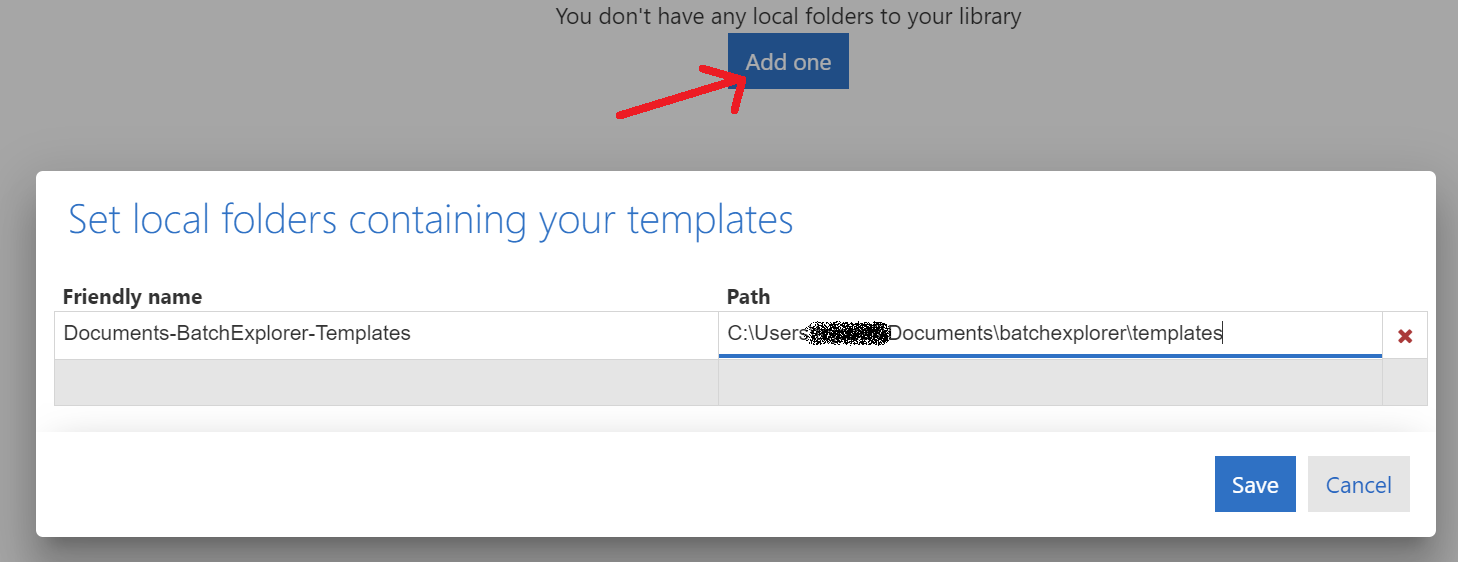 You don't have any local folders to your library
Add one
Set local folders containing your templates
Friendly name Path
Documents-BatchExplorer-Templates C:\Users Documents\batchexplorer\templates
Save Cancel